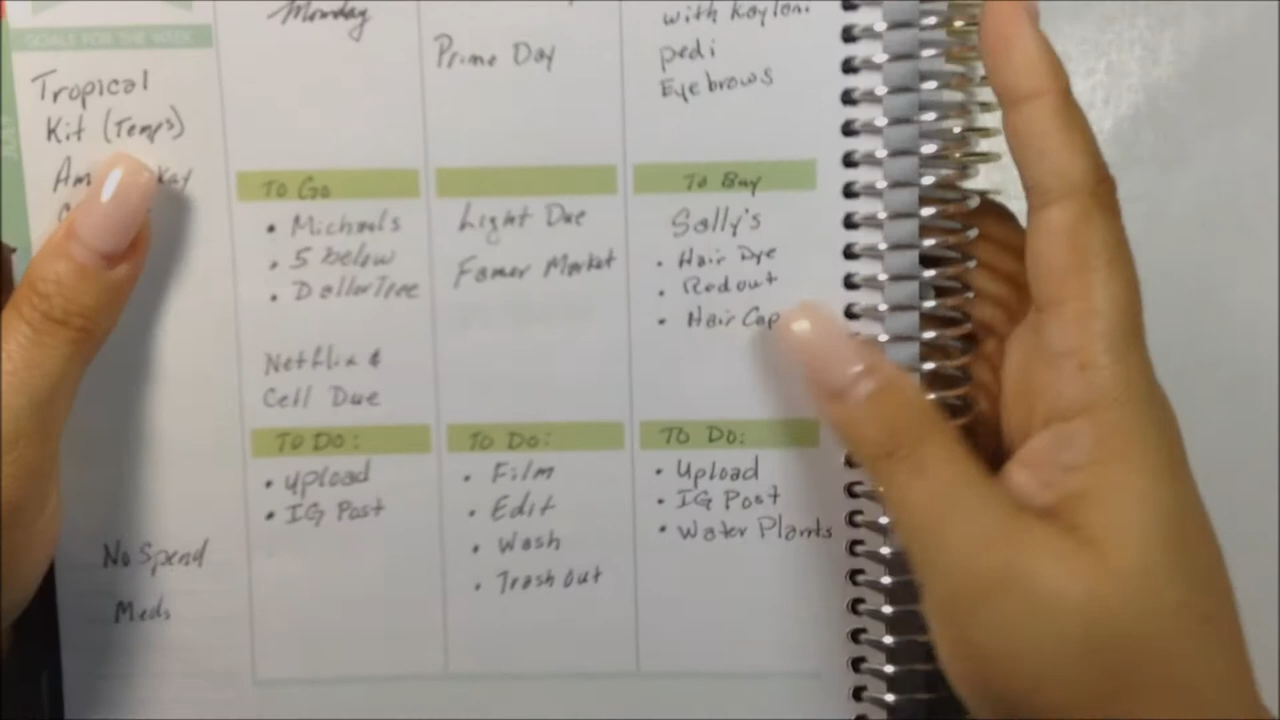 GOALS FOR THE WEEK
Tropical
Kit (Temps)
Monday
Prime Day
pedi
Eyebrows
To Go
• Michaels
• 5 below
• DollarTree
Netflix &
Cell Due
To Do:
• Upload
• IG Post
Light Due
Famer Market
To Do:
• Film
• Edit
• Wash
• Trash out
To Buy
Sally's
• Hair Dye
• Redout
• Hair Cap
To Do:
• Upload
• IG Post
• Water Plants
No Spend
Meds